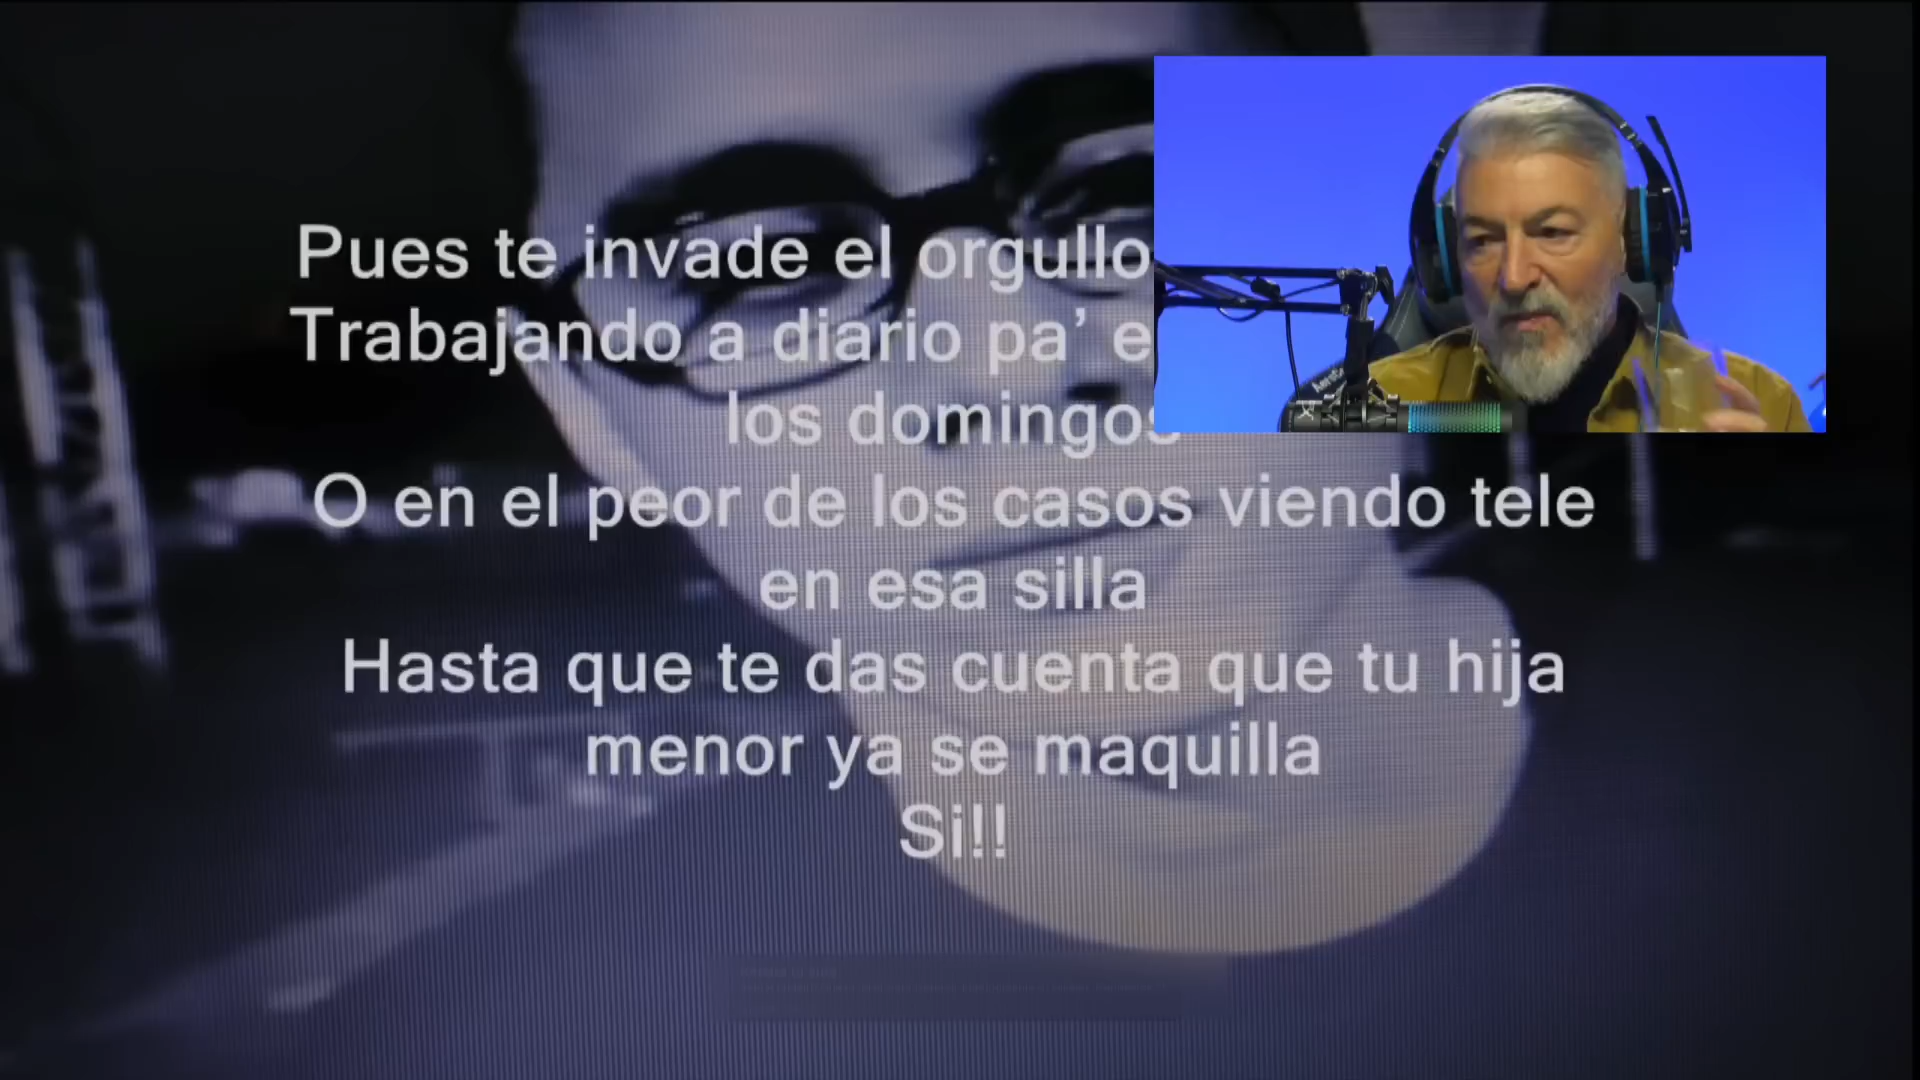 Pues te invade el orgullo
Trabajando a diario pa’ e
los domingos
O en el peor de los casos viendo tele
en esa silla
Hasta que te das cuenta que tu hija
menor ya se maquilla
Si!!